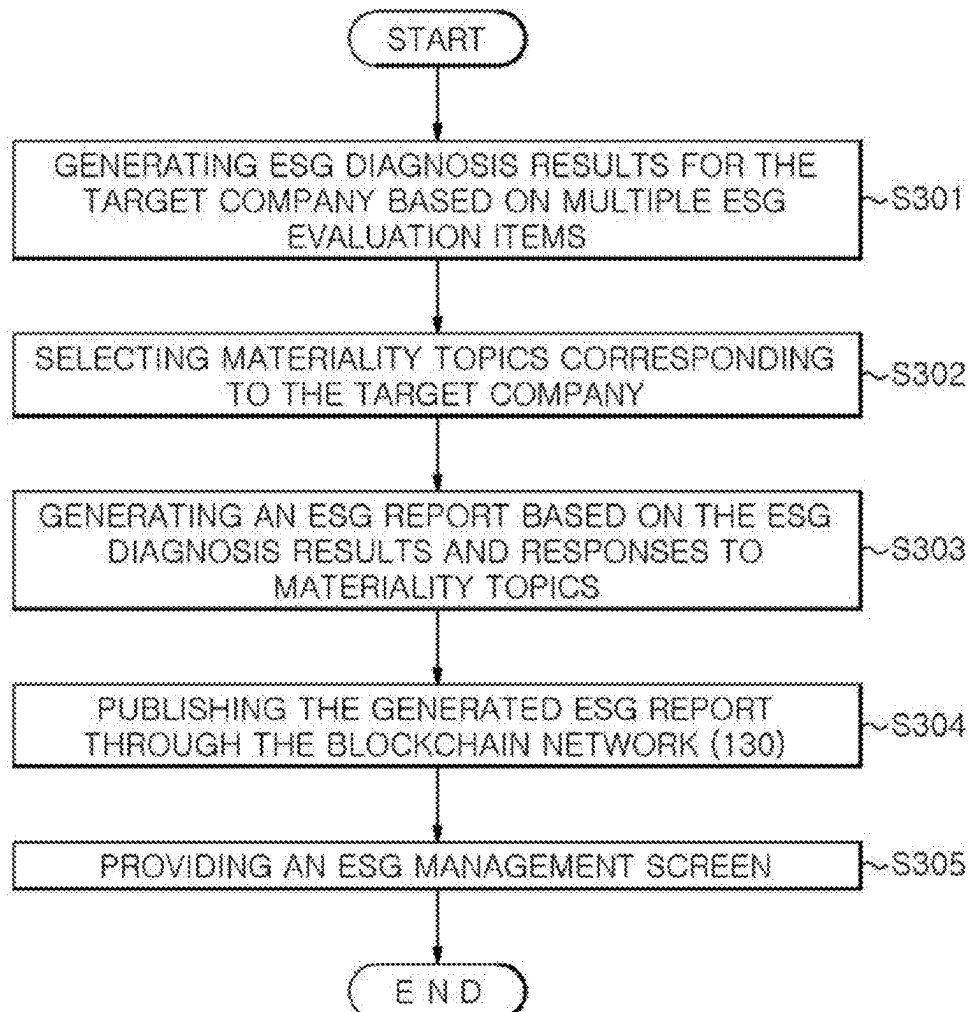 START
GENERATING ESG DIAGNOSIS RESULTS FOR THE
TARGET COMPANY BASED ON MULTIPLE ESG
EVALUATION ITEMS
S301
SELECTING MATERIALITY TOPICS CORRESPONDING
TO THE TARGET COMPANY
S302
GENERATING AN ESG REPORT BASED ON THE ESG
DIAGNOSIS RESULTS AND RESPONSES TO
MATERIALITY TOPICS
S303
PUBLISHING THE GENERATED ESG REPORT
THROUGH THE BLOCKCHAIN NETWORK (130)
S304
PROVIDING AN ESG MANAGEMENT SCREEN
S305
END